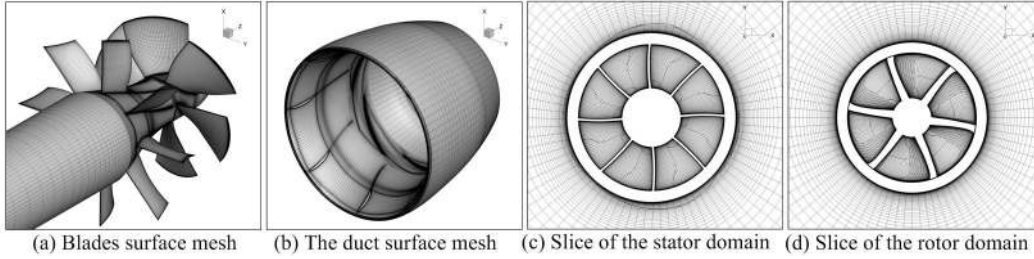 X
Z
Y
X
Z
Y
Y
X
Y
(a) Blades surface mesh (b) The duct surface mesh (c) Slice of the stator domain (d) Slice of the rotor domain